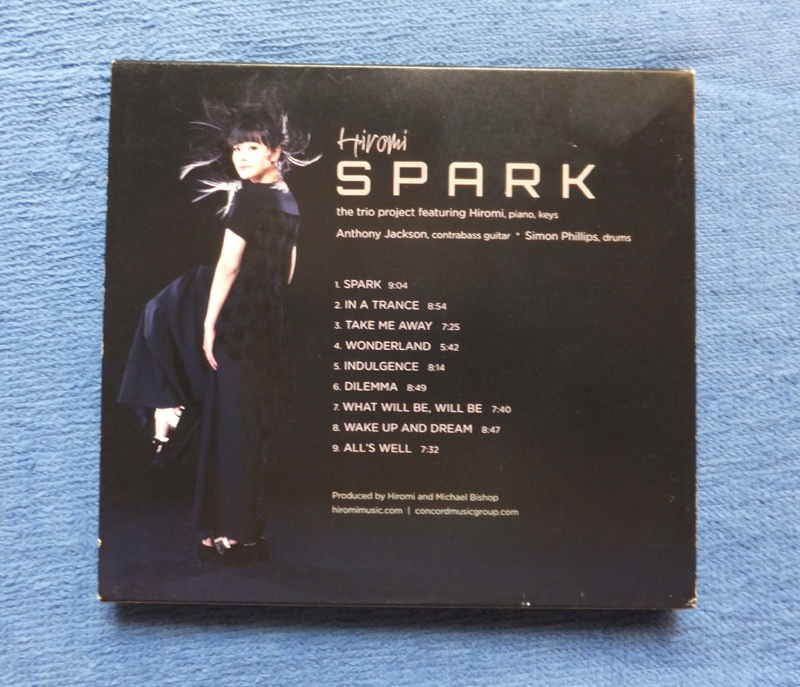 Hiromi
SPARK
the trio project featuring Hiromi, piano, keys
Anthony Jackson, contrabass guitar * Simon Phillips, drums
1. SPARK 9:04
2. IN A TRANCE 8:54
3. TAKE ME AWAY 7:25
4. WONDERLAND 5:42
5. INDULGENCE 8:14
6. DILEMMA 8:49
7. WHAT WILL BE, WILL BE 7:40
8. WAKE UP AND DREAM 8:47
9. ALL'S WELL 7:32
Produced by Hiromi and Michael Bishop
hiromimusic.com | concordmusicgroup.com